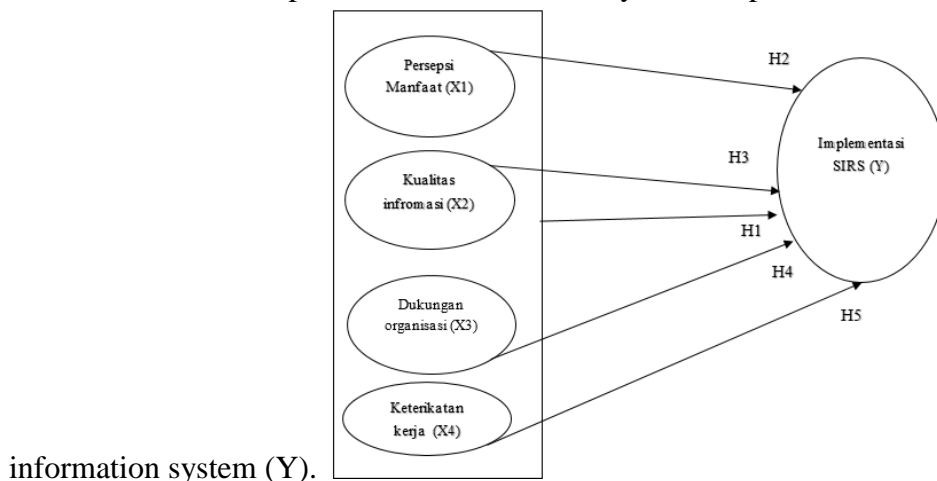 Persepsi
Manfaat (X1)
H2
Implementasi
SIRS (Y)
H3
Kualitas
infromasi (X2)
H1
H4
Dukungan
organisasi (X3)
H5
Keterikatan
kerja (X4)
information system (Y).